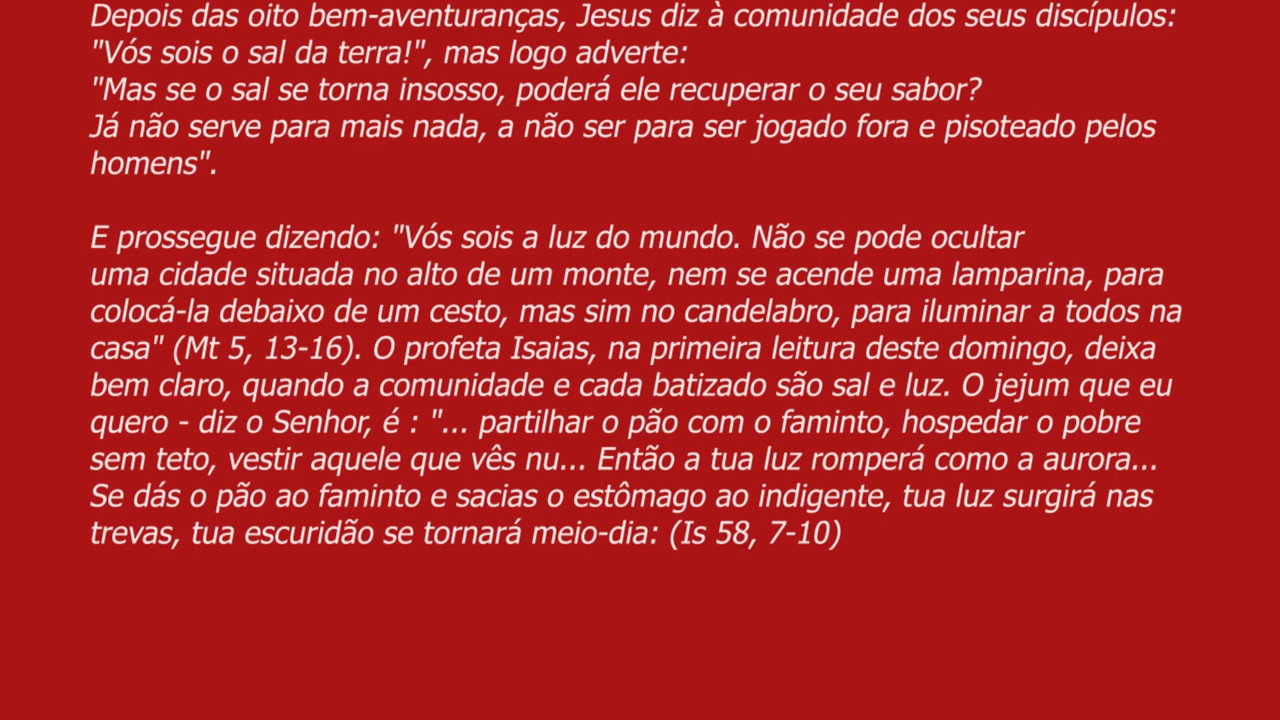 Depois das oito bem-aventuranças, Jesus diz à comunidade dos seus discípulos:
"Vós sois o sal da terra!", mas logo adverte:
"Mas se o sal se torna insosso, poderá ele recuperar o seu sabor?
Já não serve para mais nada, a não ser para ser jogado fora e pisoteado pelos
homens".
E prossegue dizendo: "Vós sois a luz do mundo. Não se pode ocultar
uma cidade situada no alto de um monte, nem se acende uma lamparina, para
colocá-la debaixo de um cesto, mas sim no candelabro, para iluminar a todos na
casa" (Mt 5, 13-16). O profeta Isaias, na primeira leitura deste domingo, deixa
bem claro, quando a comunidade e cada batizado são sal e luz. O jejum que eu
quero - diz o Senhor, é : "... partilhar o pão com o faminto, hospedar o pobre
sem teto, vestir aquele que vês nu... Então a tua luz romperá como a aurora...
Se dás o pão ao faminto e sacias o estômago ao indigente, tua luz surgirá nas
trevas, tua escuridão se tornará meio-dia: (Is 58, 7-10)